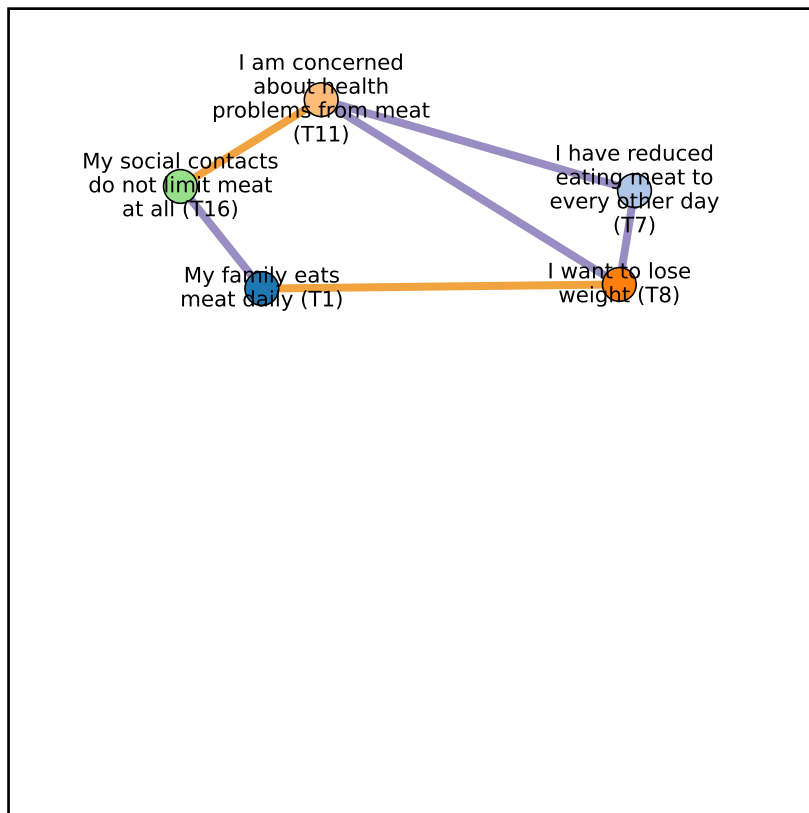 I am concerned
about health
problems from meat
(T11)
My social contacts
do not limit meat
at all (T16)
I have reduced
eating meat to
every other day
(T7)
My family eats
meat daily (T1)
I want to lose
weight (T8)